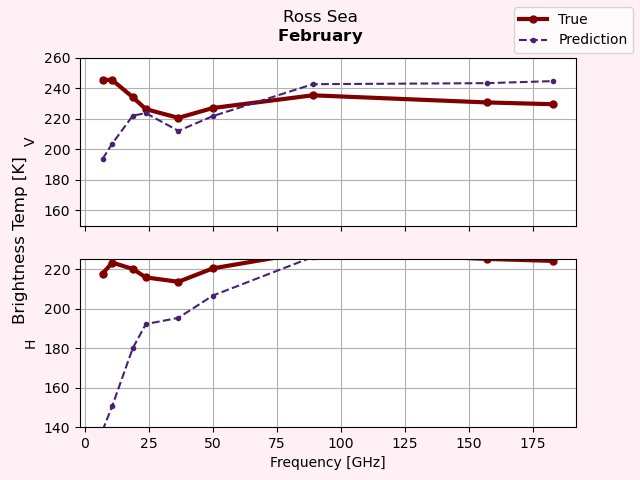 Ross Sea
February
True
Prediction
260
240
220
200
180
160
V
Brightness Temp [K]
220
200
180
160
140
H
0 25 50 75 100 125 150 175
Frequency [GHz]